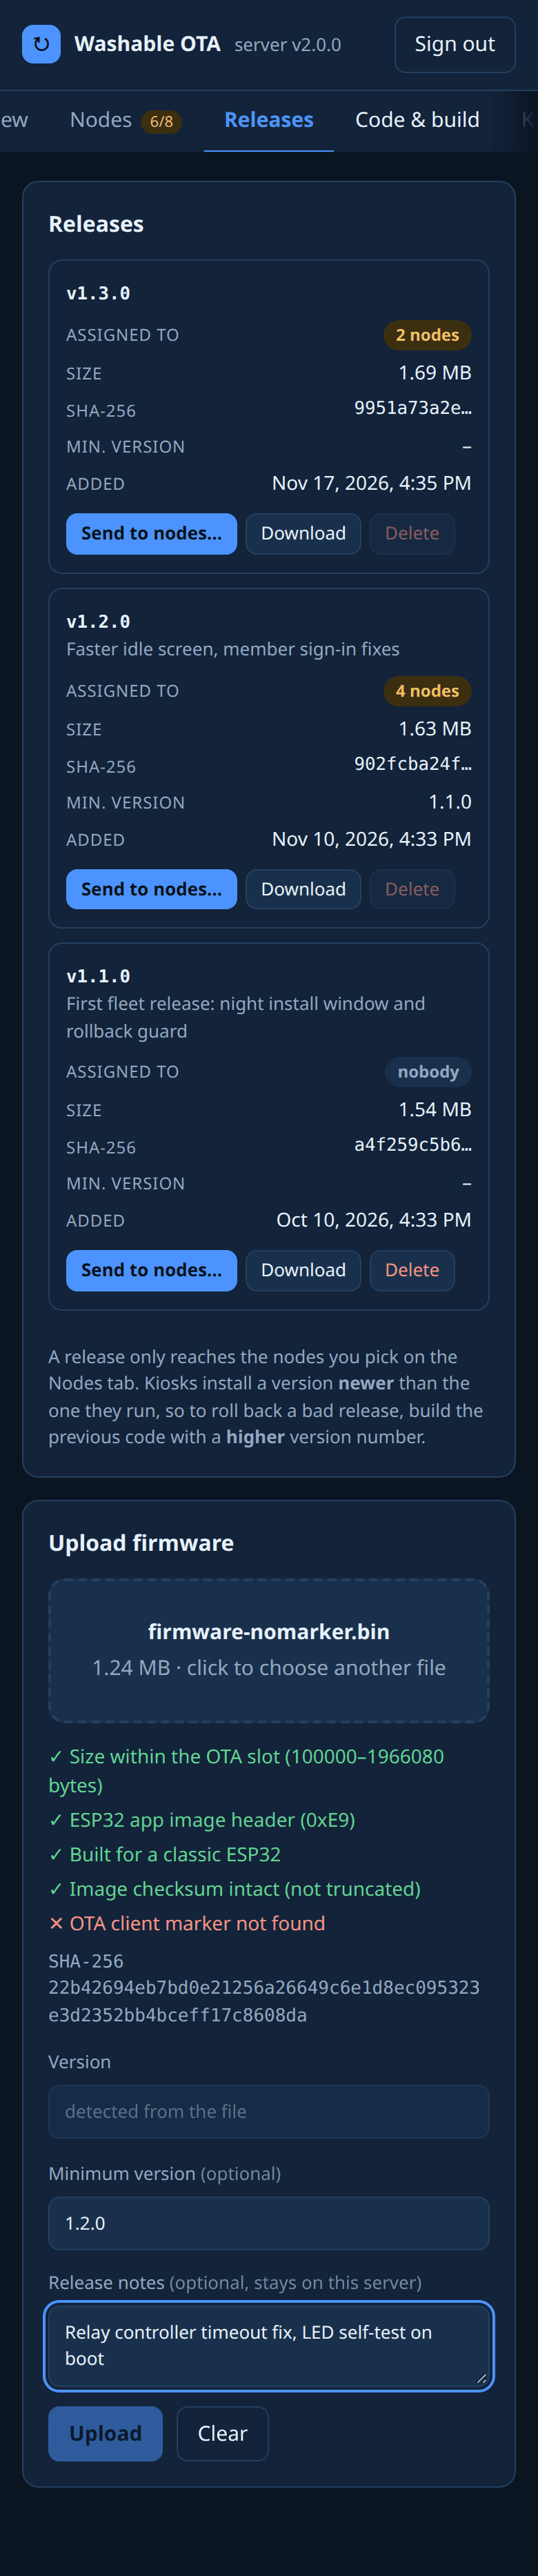 ↻ Washable OTA server v2.0.0 Sign out
ew Nodes 6/8 Releases Code & build K
Releases
v1.3.0
ASSIGNED TO 2 nodes
SIZE 1.69 MB
SHA-256 9951a73a2e…
MIN. VERSION –
ADDED Nov 17, 2026, 4:35 PM
Send to nodes… Download Delete
v1.2.0
Faster idle screen, member sign-in fixes
ASSIGNED TO 4 nodes
SIZE 1.63 MB
SHA-256 902fcba24f…
MIN. VERSION 1.1.0
ADDED Nov 10, 2026, 4:33 PM
Send to nodes… Download Delete
v1.1.0
First fleet release: night install window and
rollback guard
ASSIGNED TO nobody
SIZE 1.54 MB
SHA-256 a4f259c5b6…
MIN. VERSION –
ADDED Oct 10, 2026, 4:33 PM
Send to nodes… Download Delete
A release only reaches the nodes you pick on the
Nodes tab. Kiosks install a version newer than the
one they run, so to roll back a bad release, build the
previous code with a higher version number.
Upload firmware
firmware-nomarker.bin
1.24 MB · click to choose another file
✓ Size within the OTA slot (100000–1966080
bytes)
✓ ESP32 app image header (0xE9)
✓ Built for a classic ESP32
✓ Image checksum intact (not truncated)
✕ OTA client marker not found
SHA-256
22b42694eb7bd0e21256a26649c6e1d8ec095323
e3d2352bb4bceff17c8608da
Version
detected from the file
Minimum version (optional)
1.2.0
Release notes (optional, stays on this server)
Relay controller timeout fix, LED self-test on
boot
Upload Clear